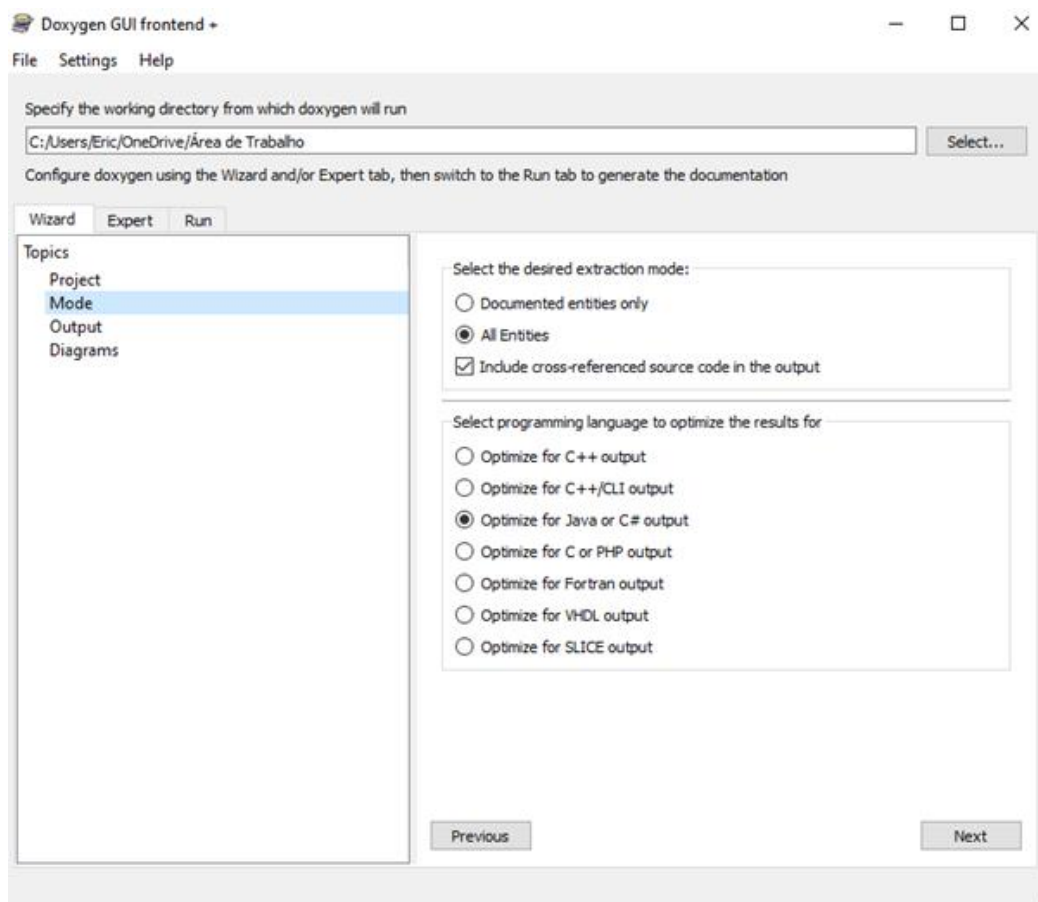 Doxygen GUI frontend +
File Settings Help
Specify the working directory from which doxygen will run
C:/Users/Eric/OneDrive/Área de Trabalho
Select...
Configure doxygen using the Wizard and/or Expert tab, then switch to the Run tab to generate the documentation
Wizard Expert Run
Topics
Project
Mode
Output
Diagrams
Select the desired extraction mode:
Documented entities only
All Entities
Include cross-referenced source code in the output
Select programming language to optimize the results for
Optimize for C++ output
Optimize for C++/CLI output
Optimize for Java or C# output
Optimize for C or PHP output
Optimize for Fortran output
Optimize for VHDL output
Optimize for SLICE output
Previous
Next